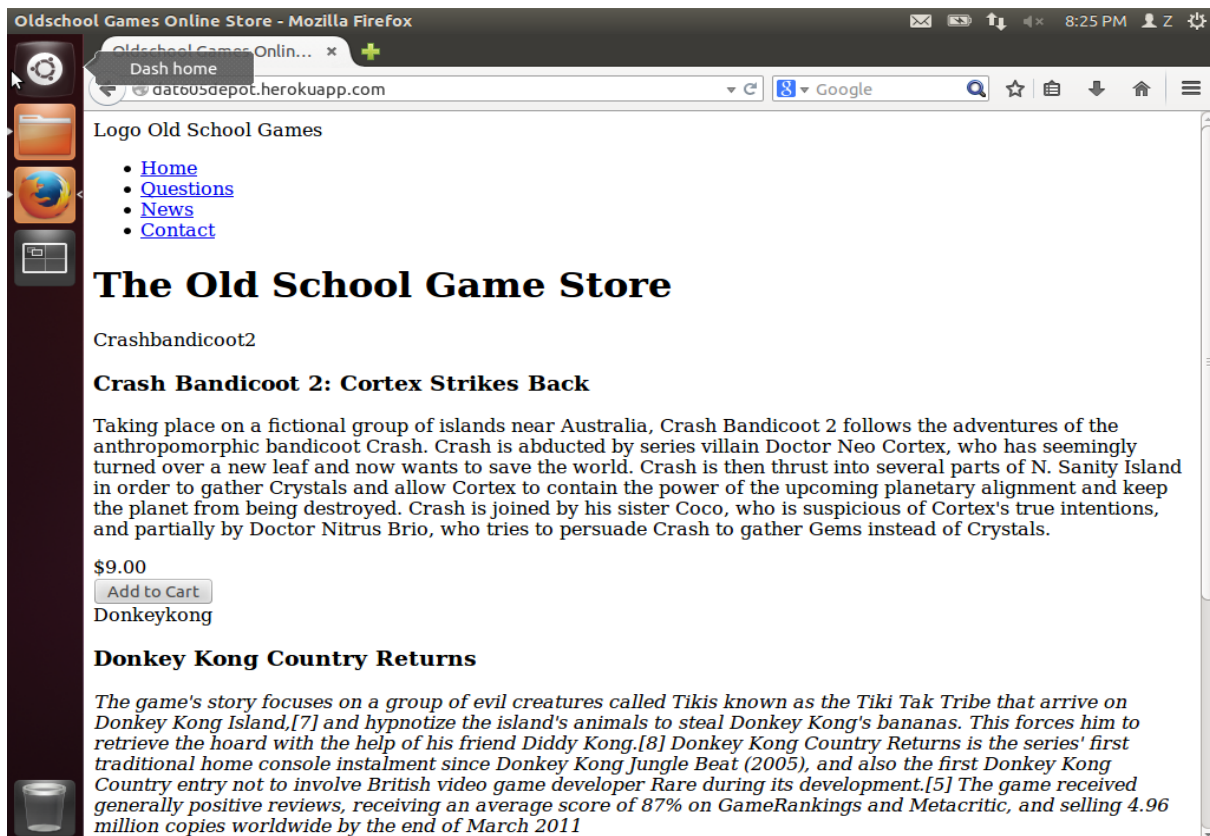 Oldschool Games Online Store - Mozilla Firefox
8:25 PM Z
Oldschool Games Onlin...
Dash home
dat605depot.herokuapp.com
Google
Logo Old School Games
Home
Questions
News
Contact
The Old School Game Store
Crashbandicoot2
Crash Bandicoot 2: Cortex Strikes Back
Taking place on a fictional group of islands near Australia, Crash Bandicoot 2 follows the adventures of the
anthropomorphic bandicoot Crash. Crash is abducted by series villain Doctor Neo Cortex, who has seemingly
turned over a new leaf and now wants to save the world. Crash is then thrust into several parts of N. Sanity Island
in order to gather Crystals and allow Cortex to contain the power of the upcoming planetary alignment and keep
the planet from being destroyed. Crash is joined by his sister Coco, who is suspicious of Cortex's true intentions,
and partially by Doctor Nitrus Brio, who tries to persuade Crash to gather Gems instead of Crystals.
$9.00
Add to Cart
Donkeykong
Donkey Kong Country Returns
The game's story focuses on a group of evil creatures called Tikis known as the Tiki Tak Tribe that arrive on
Donkey Kong Island,[7] and hypnotize the island's animals to steal Donkey Kong's bananas. This forces him to
retrieve the hoard with the help of his friend Diddy Kong.[8] Donkey Kong Country Returns is the series' first
traditional home console instalment since Donkey Kong Jungle Beat (2005), and also the first Donkey Kong
Country entry not to involve British video game developer Rare during its development.[5] The game received
generally positive reviews, receiving an average score of 87% on GameRankings and Metacritic, and selling 4.96
million copies worldwide by the end of March 2011